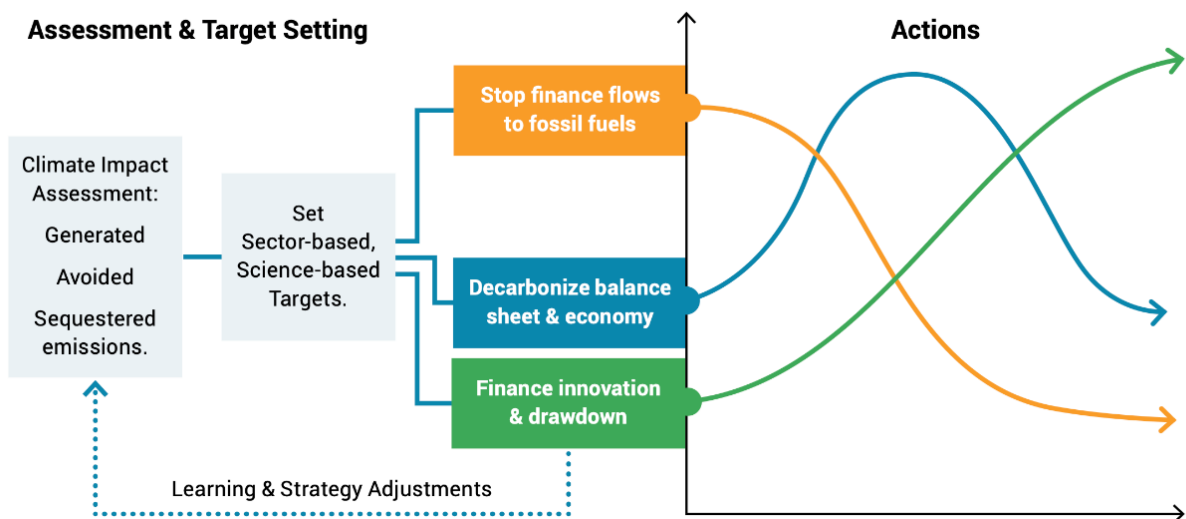 Assessment & Target Setting
Actions
Stop finance flows
to fossil fuels
Climate Impact
Assessment:
Generated
Avoided
Sequestered
emissions.
Set
Sector-based,
Science-based
Targets.
Decarbonize balance
sheet & economy
Finance innovation
& drawdown
Learning & Strategy Adjustments